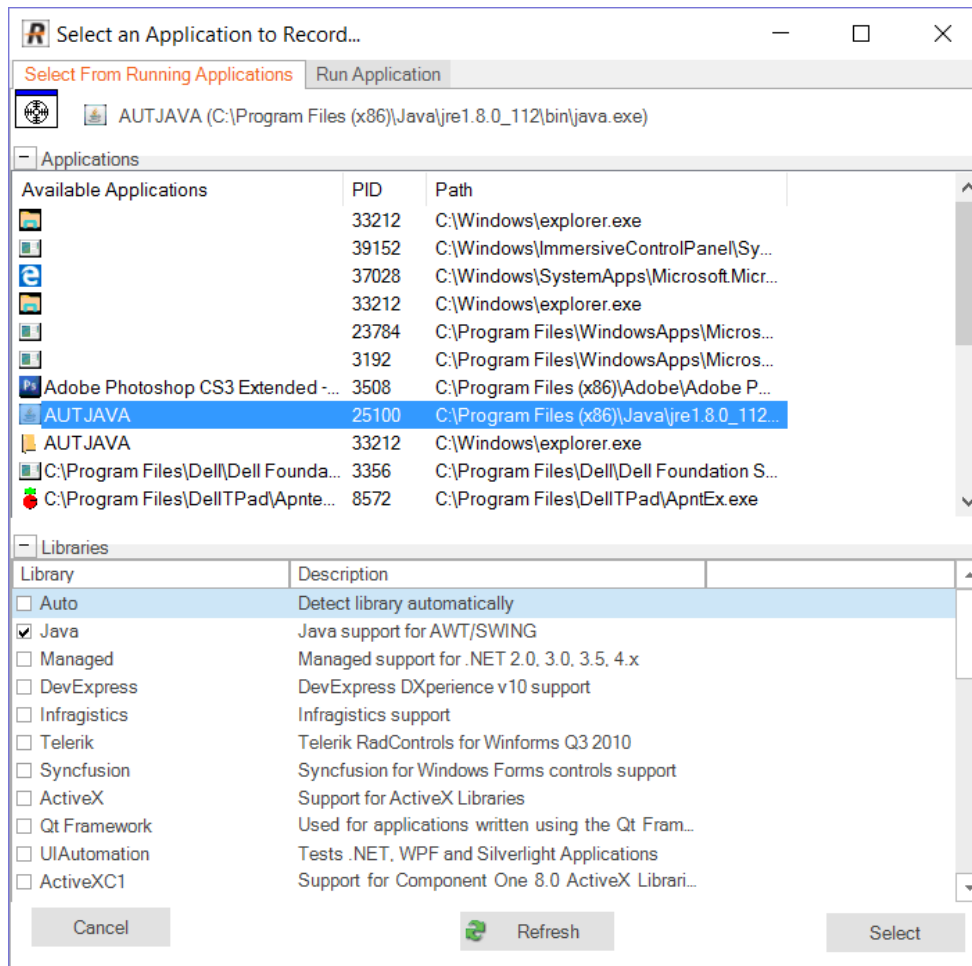 Select an Application to Record...
Select From Running Applications Run Application
AUTJAVA (C:\Program Files (x86)\Java\jre1.8.0_112\bin\java.exe)
Applications
Available Applications PID Path
33212 C:\Windows\explorer.exe
39152 C:\Windows\ImmersiveControlPanel\Sy...
37028 C:\Windows\SystemApps\Microsoft.Micr...
33212 C:\Windows\explorer.exe
23784 C:\Program Files\WindowsApps\Micros...
3192 C:\Program Files\WindowsApps\Micros...
Ps Adobe Photoshop CS3 Extended -... 3508 C:\Program Files (x86)\Adobe\Adobe P...
AUTJAVA 25100 C:\Program Files (x86)\Java\jre1.8.0_112...
AUTJAVA 33212 C:\Windows\explorer.exe
C:\Program Files\Dell\Dell Founda... 3356 C:\Program Files\Dell\Dell Foundation S...
C:\Program Files\DellTPad\Apnte... 8572 C:\Program Files\DellTPad\ApntEx.exe
Libraries
Library Description
Auto Detect library automatically
Java Java support for AWT/SWING
Managed Managed support for .NET 2.0, 3.0, 3.5, 4.x
DevExpress DevExpress DXperience v10 support
Infragistics Infragistics support
Telerik Telerik RadControls for Winforms Q3 2010
Syncfusion Syncfusion for Windows Forms controls support
ActiveX Support for ActiveX Libraries
Qt Framework Used for applications written using the Qt Fram...
UIAutomation Tests .NET, WPF and Silverlight Applications
ActiveXC1 Support for Component One 8.0 ActiveX Librari...
Cancel Refresh Select